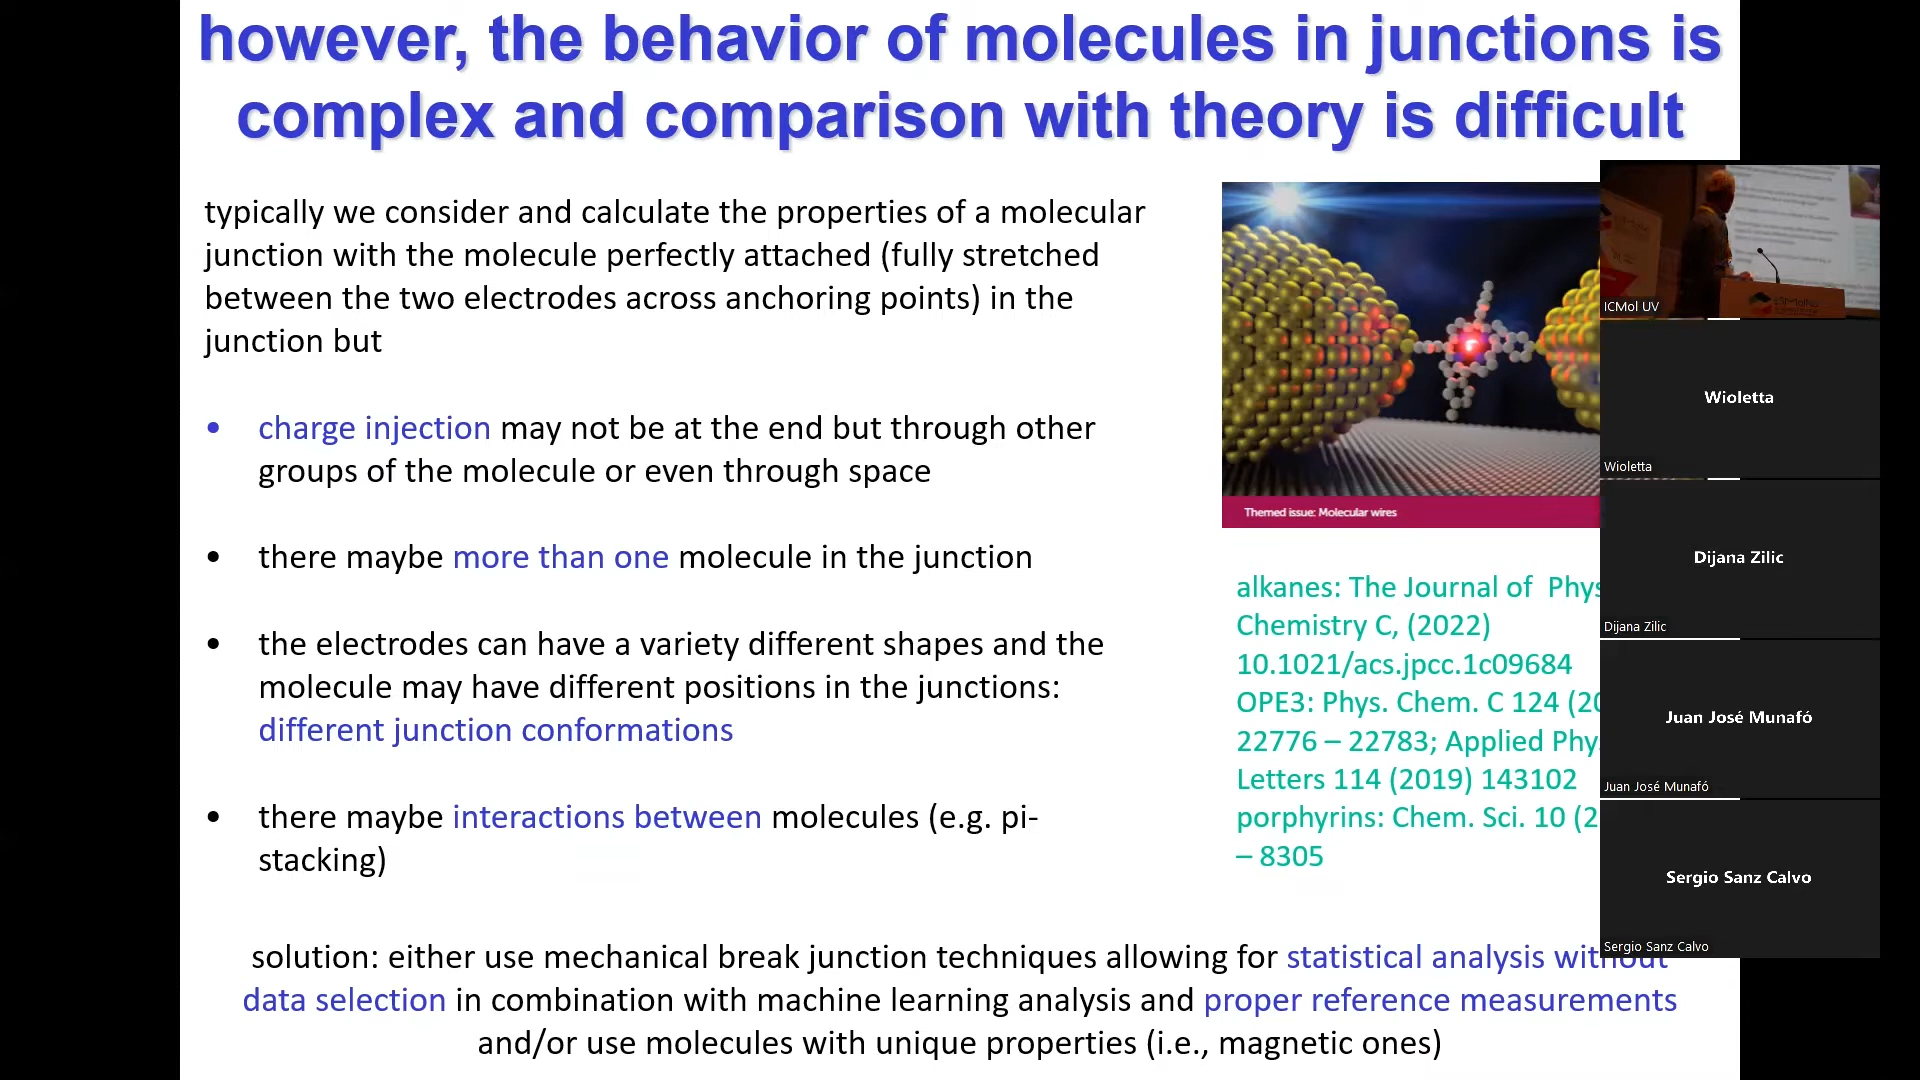 however, the behavior of molecules in junctions is
complex and comparison with theory is difficult
typically we consider and calculate the properties of a molecular
junction with the molecule perfectly attached (fully stretched
between the two electrodes across anchoring points) in the
junction but
• charge injection may not be at the end but through other
groups of the molecule or even through space
• there maybe more than one molecule in the junction
• the electrodes can have a variety different shapes and the
molecule may have different positions in the junctions:
different junction conformations
• there maybe interactions between molecules (e.g. pi-
stacking)
Themed issue: Molecular wires
alkanes: The Journal of Phys
Chemistry C, (2022)
10.1021/acs.jpcc.1c09684
OPE3: Phys. Chem. C 124 (20
22776 – 22783; Applied Phy
Letters 114 (2019) 143102
porphyrins: Chem. Sci. 10 (2
– 8305
solution: either use mechanical break junction techniques allowing for statistical analysis without
data selection in combination with machine learning analysis and proper reference measurements
and/or use molecules with unique properties (i.e., magnetic ones)
ICMol UV
Wioletta
Wioletta
Dijana Zilic
Dijana Zilic
Juan José Munafó
Juan José Munafó
Sergio Sanz Calvo
Sergio Sanz Calvo